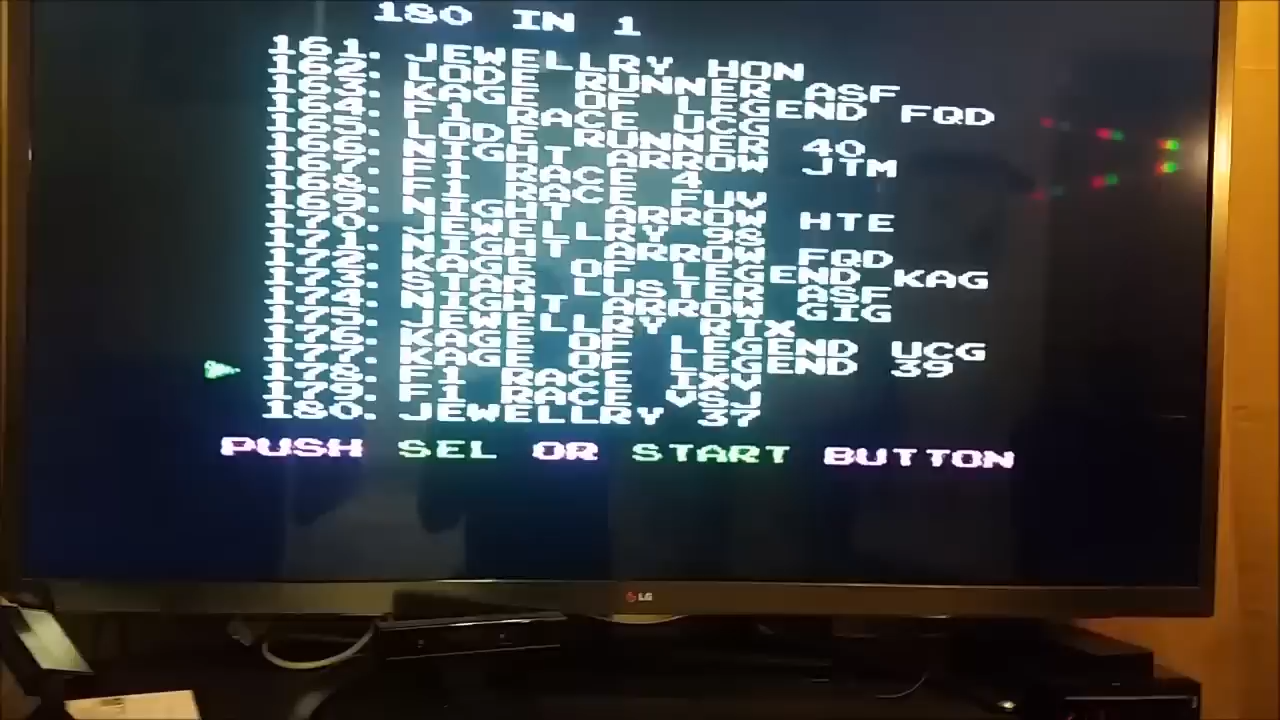 180 IN 1
161. JEWELLRY HON
162. LODE RUNNER ASF
163. KAGE OF LEGEND FQD
164. F1 RACE UCG
165. LODE RUNNER 40
166. NIGHT ARROW JTM
167. F1 RACE 4
168. F1 RACE FUV
169. NIGHT ARROW HTE
170. JEWELLRY 98
171. NIGHT ARROW FQD
172. KAGE OF LEGEND KAG
173. STAR LUSTER ASF
174. NIGHT ARROW GIG
175. JEWELLRY RTX
176. KAGE OF LEGEND UCG
177. KAGE OF LEGEND 39
178. F1 RACE IXV
179. F1 RACE VSJ
180. JEWELLRY 37
PUSH SEL OR START BUTTON
LG